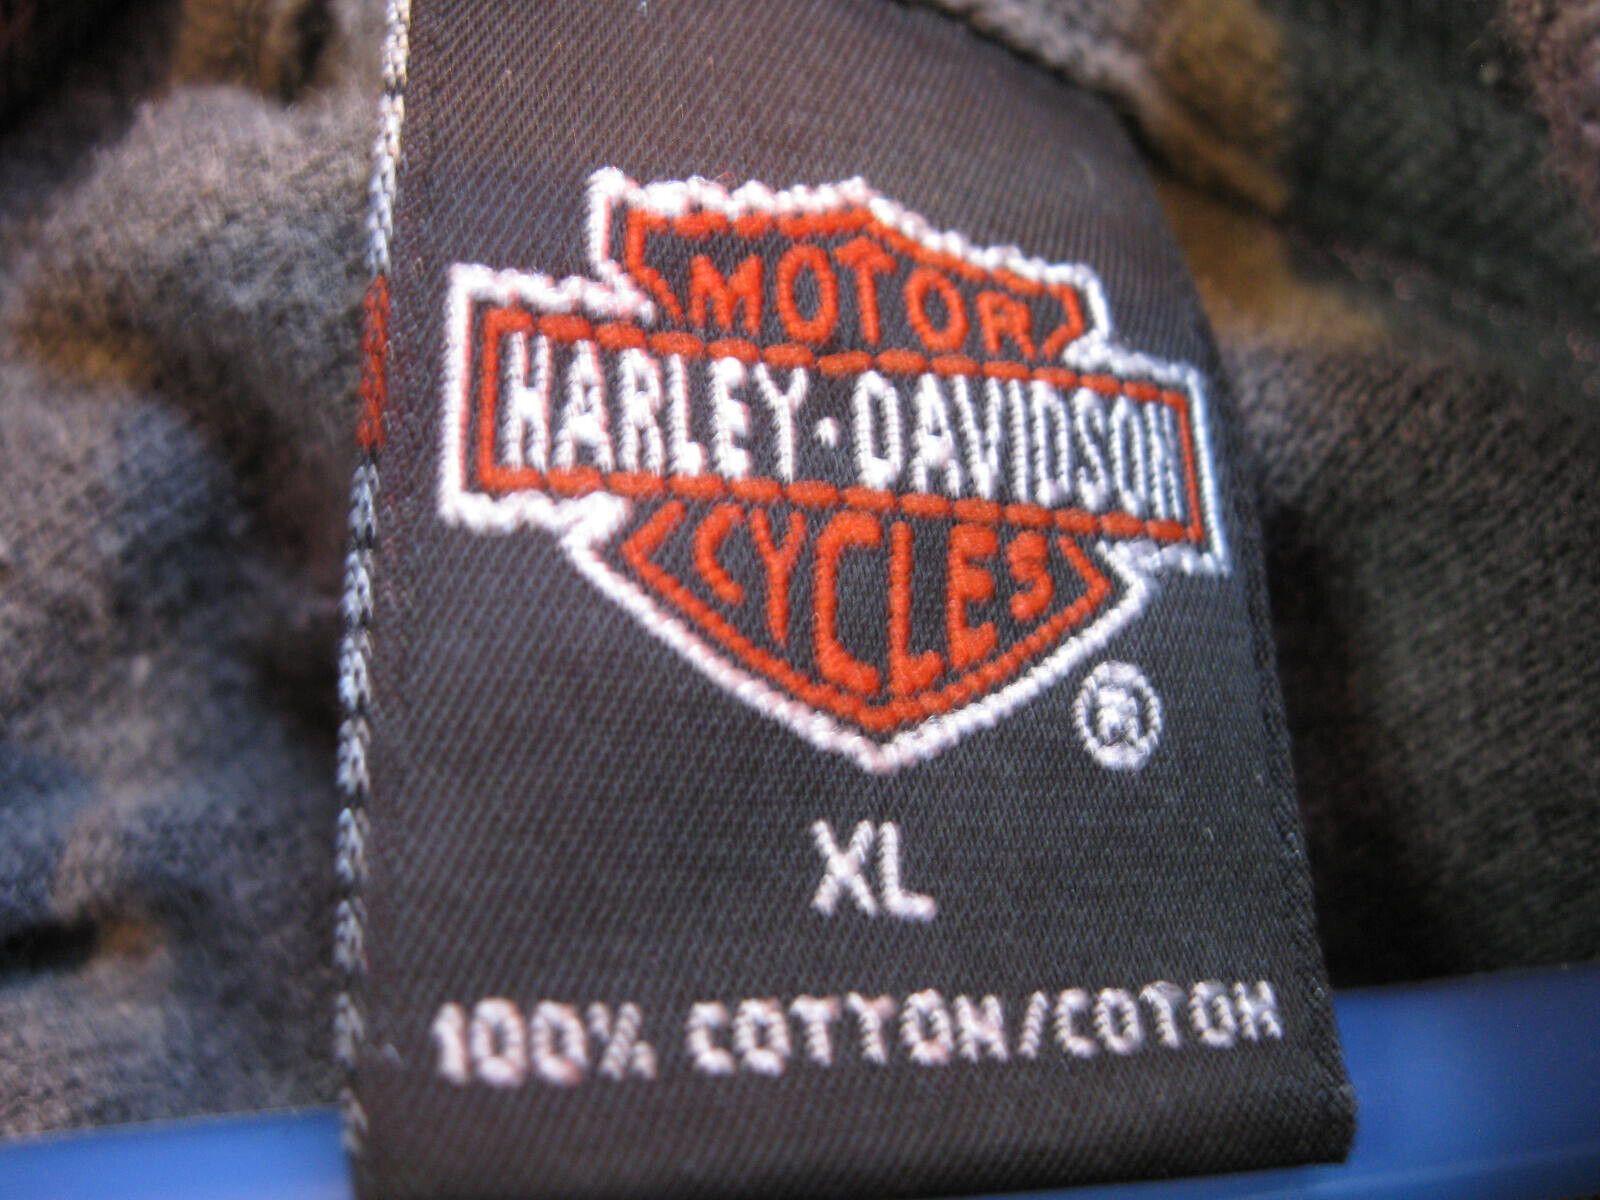 MOTOR
HARLEY-DAVIDSON
CYCLES
®
XL
100% COTTON/COTON